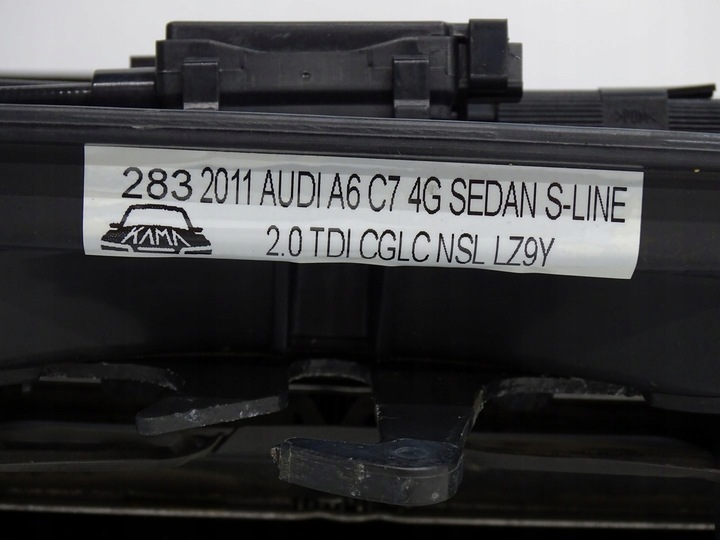 283 2011 AUDI A6 C7 4G SEDAN S-LINE
KAMA 2.0 TDI CGLC NSL LZ9Y